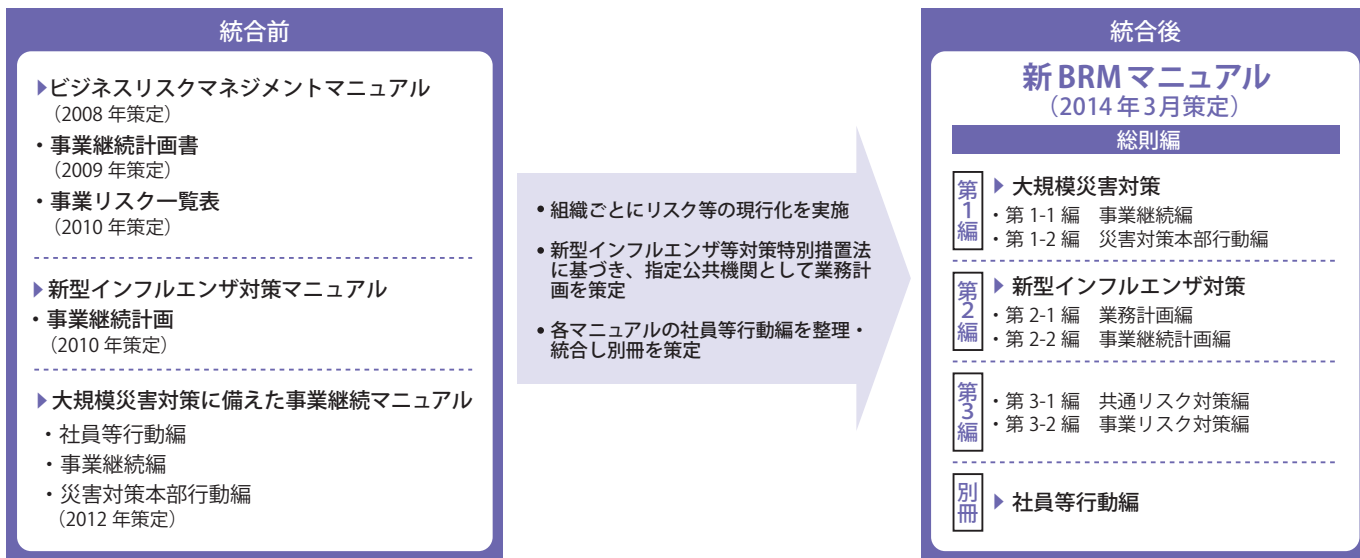 統合前
▶ビジネスリスクマネジメントマニュアル
（2008 年策定）
・事業継続計画書
（2009 年策定）
・事業リスク一覧表
（2010 年策定）
▶新型インフルエンザ対策マニュアル
・事業継続計画
（2010 年策定）
▶大規模災害対策に備えた事業継続マニュアル
・社員等行動編
・事業継続編
・災害対策本部行動編
（2012 年策定）
•組織ごとにリスク等の現行化を実施
•新型インフルエンザ等対策特別措置法
に基づき、指定公共機関として業務計
画を策定
•各マニュアルの社員等行動編を整理・
統合し別冊を策定
統合後
新 BRM マニュアル
（2014 年 3 月策定）
総則編
第1編
▶ 大規模災害対策
・第 1-1 編　事業継続編
・第 1-2 編　災害対策本部行動編
第2編
▶ 新型インフルエンザ対策
・第 2-1 編　業務計画編
・第 2-2 編　事業継続計画編
第3編
・第 3-1 編　共通リスク対策編
・第 3-2 編　事業リスク対策編
別冊
▶ 社員等行動編